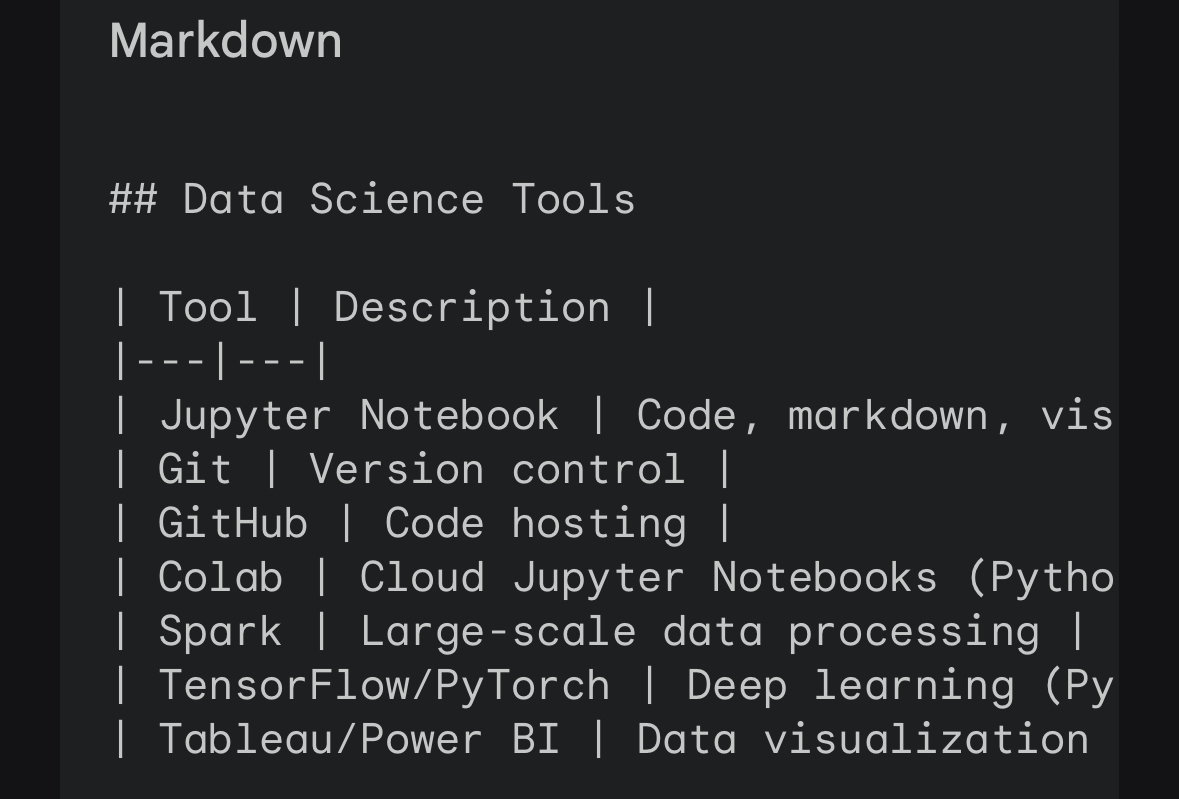 Markdown
## Data Science Tools
| Tool | Description |
|---|---|
| Jupyter Notebook | Code, markdown, vis
| Git | Version control |
| GitHub | Code hosting |
| Colab | Cloud Jupyter Notebooks (Pytho
| Spark | Large-scale data processing |
| TensorFlow/PyTorch | Deep learning (Py
| Tableau/Power BI | Data visualization